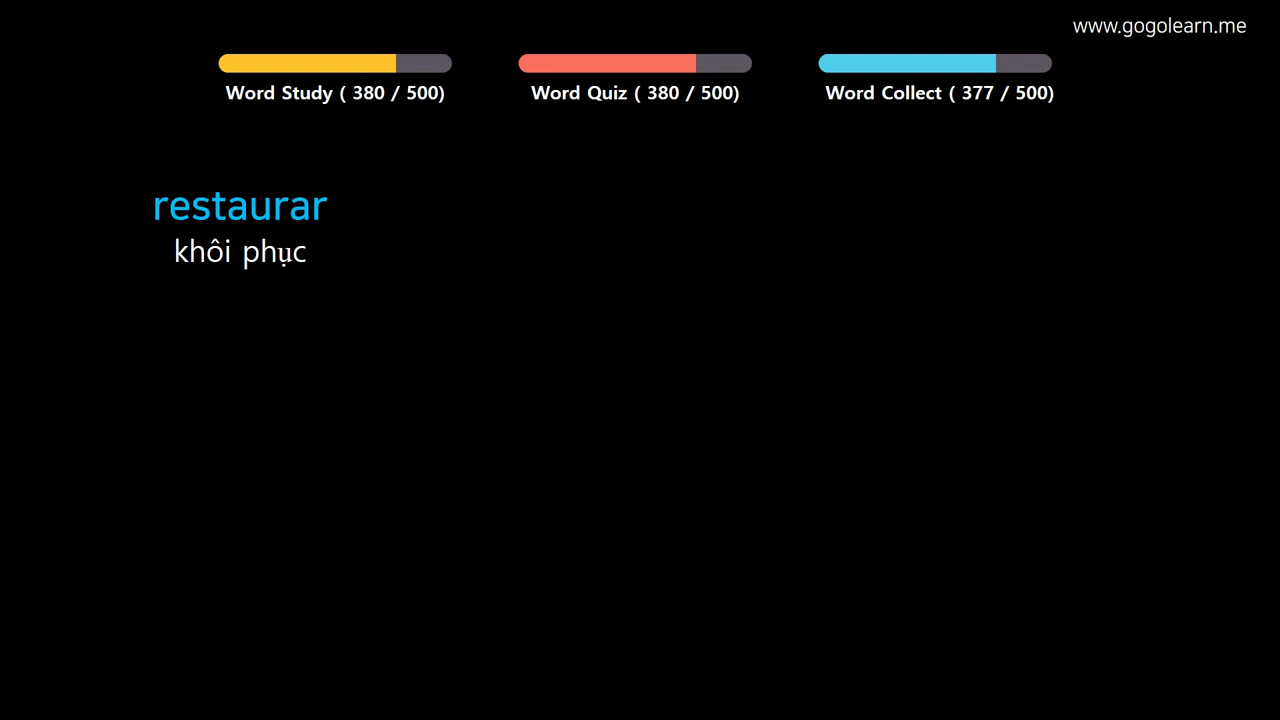 www.gogolearn.me
Word Study ( 380 / 500)
Word Quiz ( 380 / 500)
Word Collect ( 377 / 500)
restaurar
khôi phục